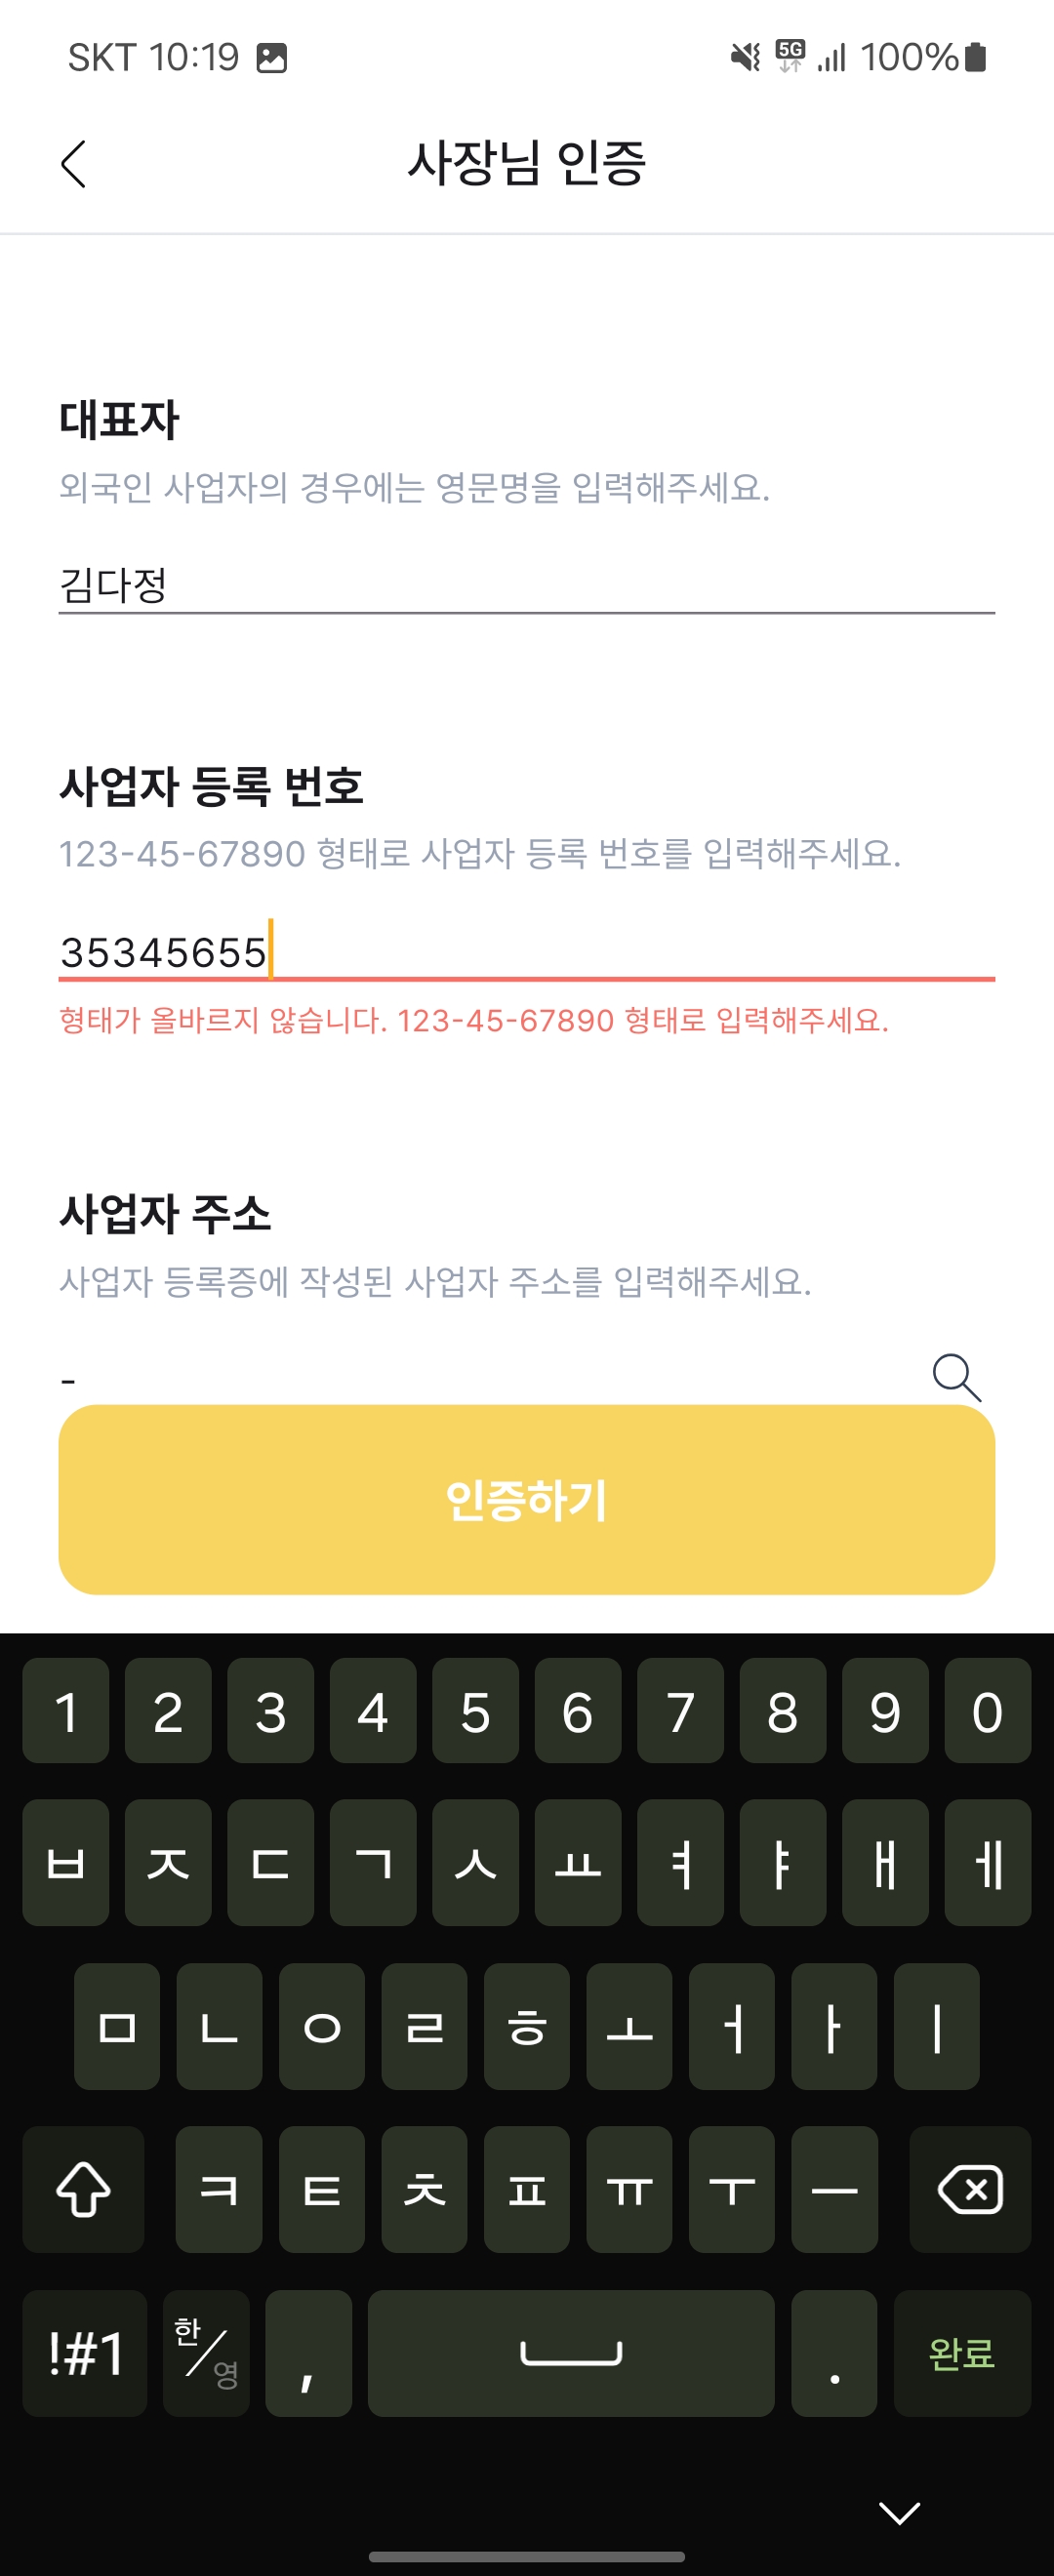 SKT 10:19 5G 100%
사장님 인증
대표자
외국인 사업자의 경우에는 영문명을 입력해주세요.
김다정
사업자 등록 번호
123-45-67890 형태로 사업자 등록 번호를 입력해주세요.
35345655
형태가 올바르지 않습니다. 123-45-67890 형태로 입력해주세요.
사업자 주소
사업자 등록증에 작성된 사업자 주소를 입력해주세요.
-
인증하기
1 2 3 4 5 6 7 8 9 0
ㅂ ㅈ ㄷ ㄱ ㅅ ㅛ ㅕ ㅑ ㅐ ㅔ
ㅁ ㄴ ㅇ ㄹ ㅎ ㅗ ㅓ ㅏ ㅣ
ㅋ ㅌ ㅊ ㅍ ㅠ ㅜ ㅡ
!#1 한/영 , . 완료